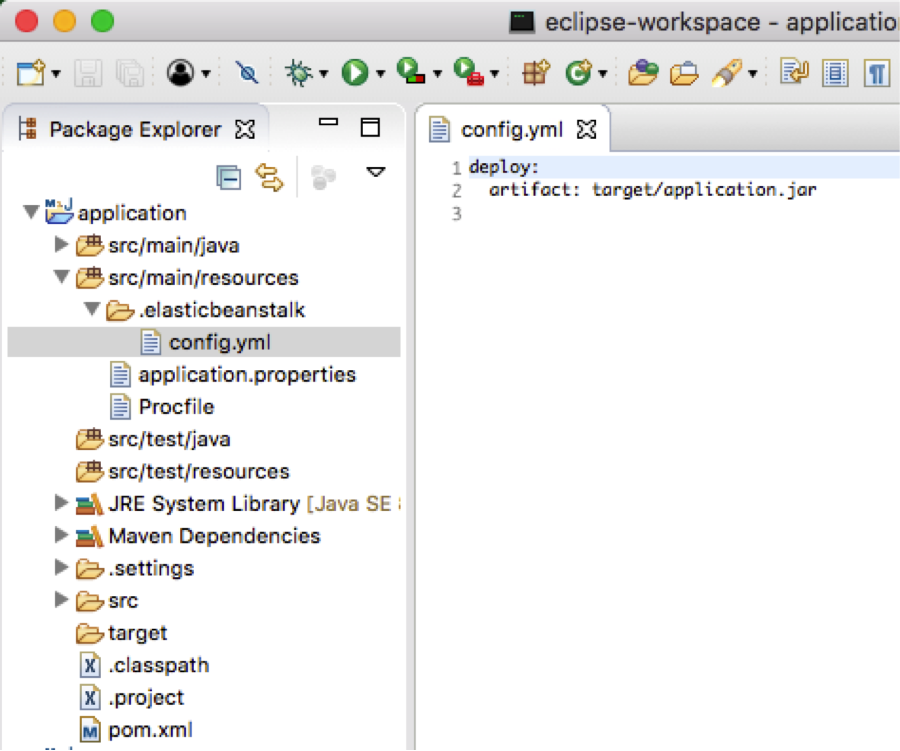 eclipse-workspace - applicatio
Package Explorer
config.yml
application
src/main/java
src/main/resources
.elasticbeanstalk
config.yml
application.properties
Procfile
src/test/java
src/test/resources
JRE System Library [Java SE
Maven Dependencies
.settings
src
target
.classpath
.project
pom.xml
1 deploy:
2 artifact: target/application.jar
3